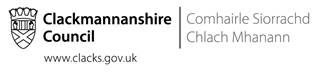 Clackmannanshire
Council
www.clacks.gov.uk
Comhairle Siorrachd
Chlach Mhanann